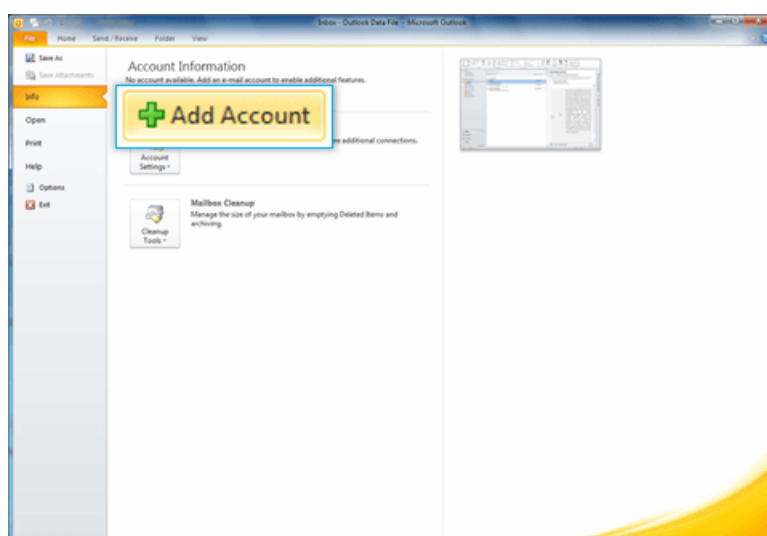 Inbox - Outlook Data File - Microsoft Outlook
File Home Send / Receive Folder View
Save As
Save Attachments
Info
Open
Print
Help
Options
Exit
Account Information
No account available. Add an e-mail account to enable additional features.
Add Account
additional connections.
Account
Settings
Mailbox Cleanup
Manage the size of your mailbox by emptying Deleted Items and
archiving.
Cleanup
Tools